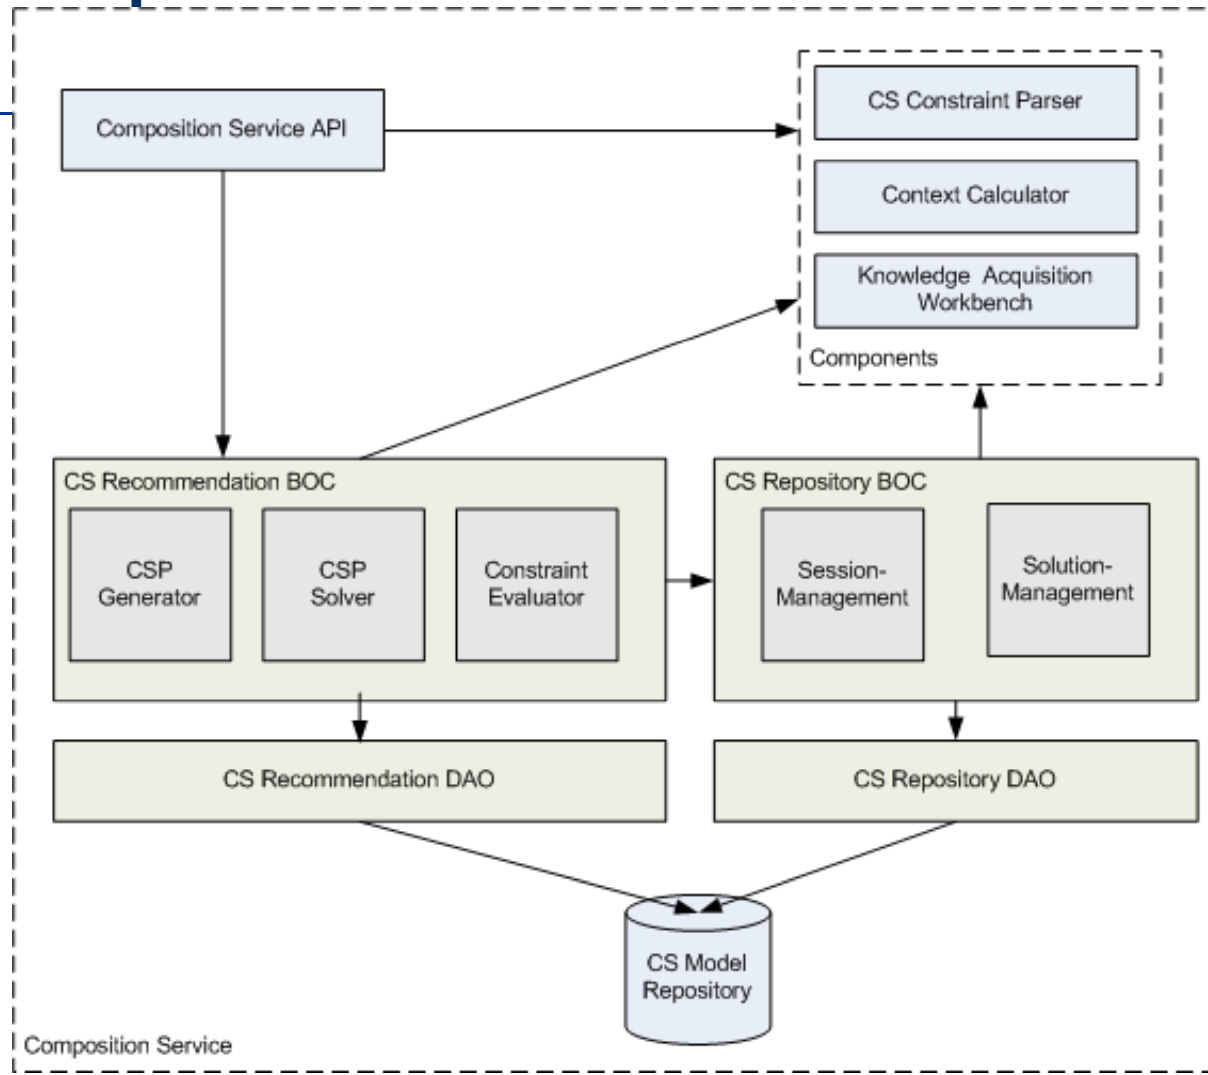 Composition Service API
CS Constraint Parser
Context Calculator
Knowledge Acquisition
Workbench
Components
CS Recommendation BOC
CSP
Generator
CSP
Solver
Constraint
Evaluator
CS Repository BOC
Session-
Management
Solution-
Management
CS Recommendation DAO
CS Repository DAO
CS Model
Repository
Composition Service